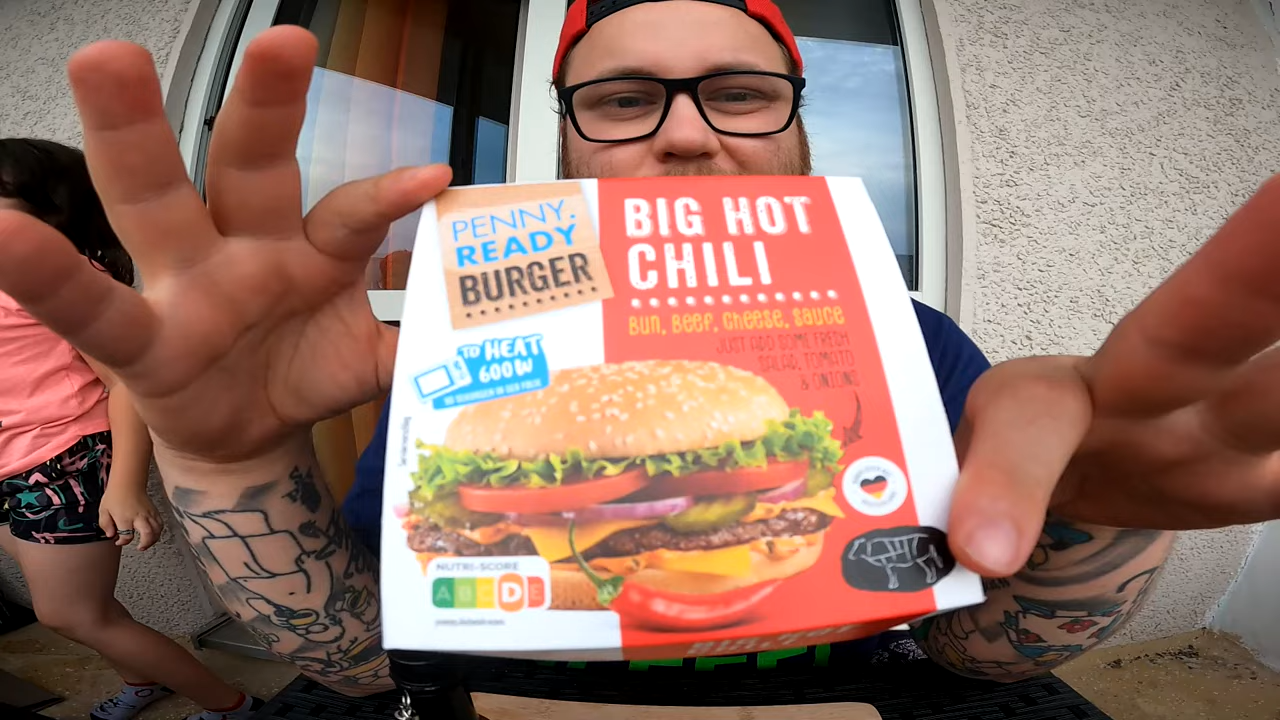 PENNY.
READY
BURGER
BIG HOT
CHILI
Bun, Beef, Cheese, Sauce
JUST ADD SOME FRESH
SALAD, TOMATO
& ONIONS
TO HEAT
600W
NUTRI-SCORE
A B C D E